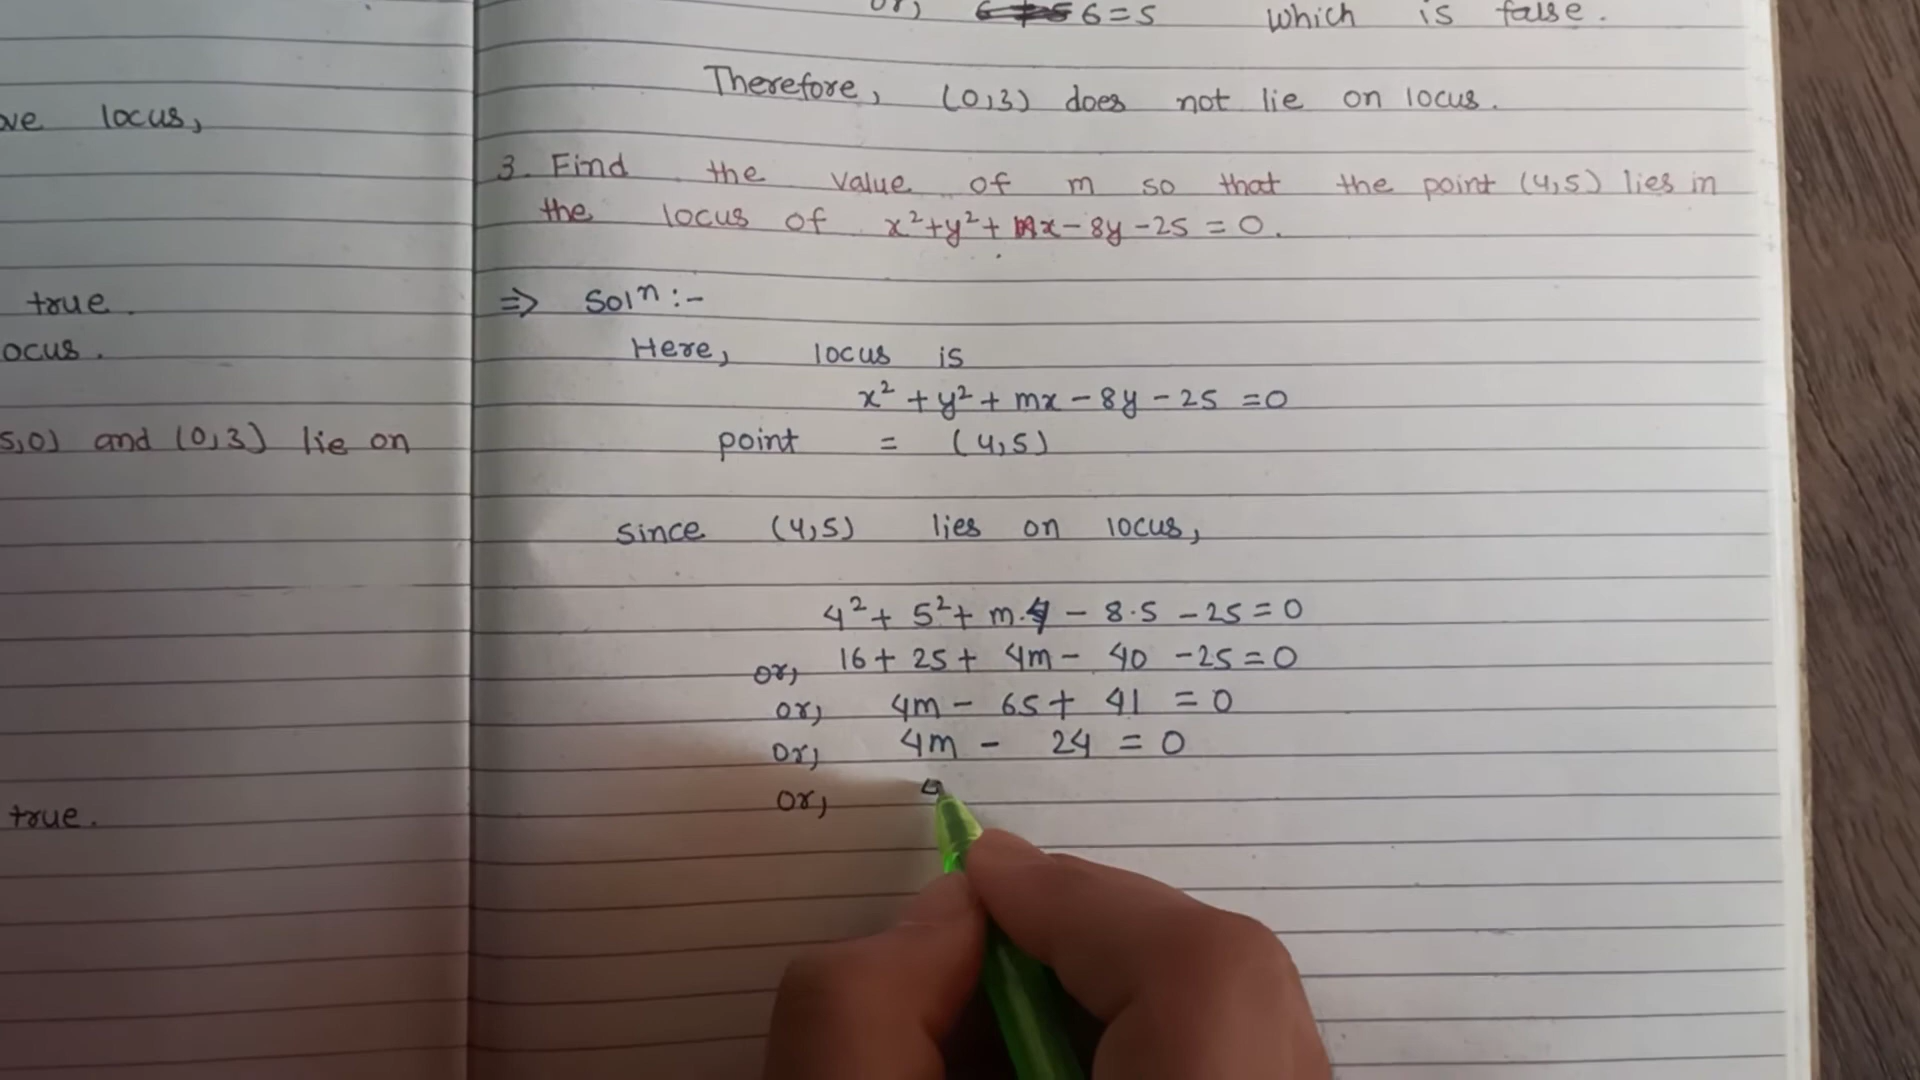 locus,
true.
5,0) and (0,3) lie on
true.
or, 6=5 which is false.
Therefore, (0,3) does not lie on locus.
3. Find the value of m so that the point (4,5) lies in
the locus of x²+y²+mx-8y-25=0.
=> Solⁿ:-
Here, locus is
x²+y²+mx-8y-25=0
point = (4,5)
since (4,5) lies on locus,
4²+5²+m.4-8.5-25=0
or, 16+25+4m-40-25=0
or, 4m-65+41=0
or, 4m-24=0
or,